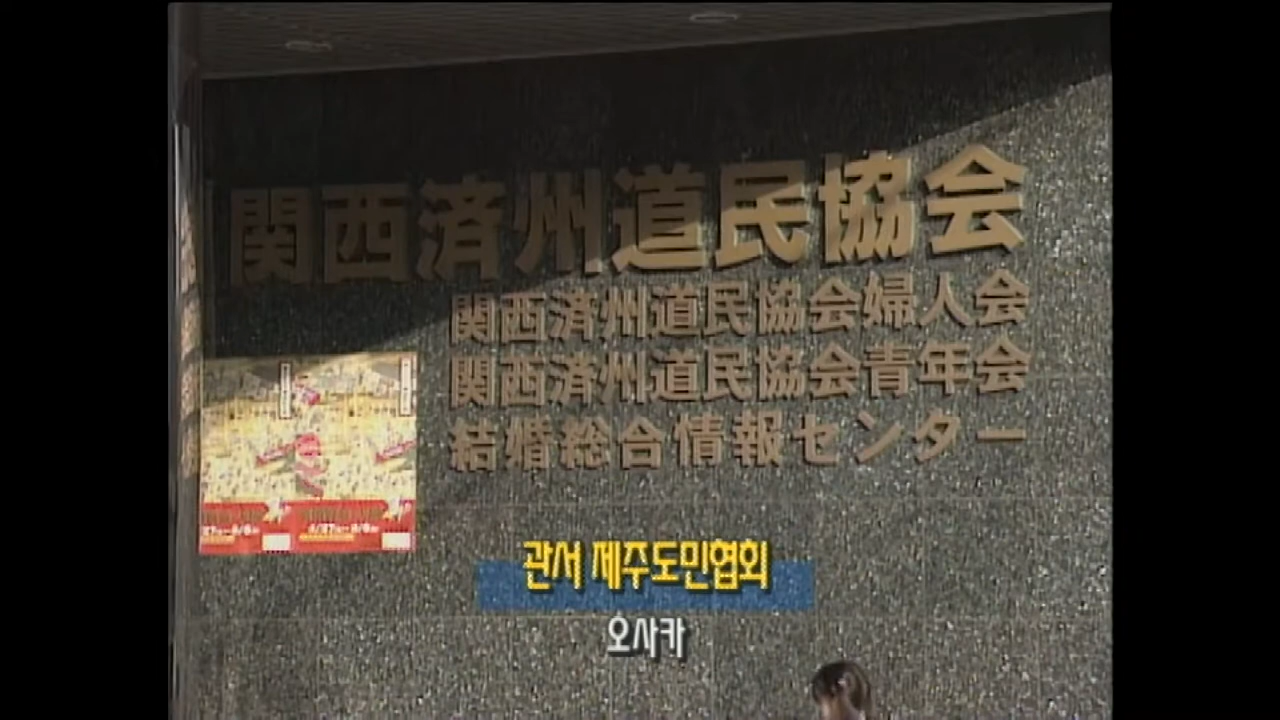 関西済州道民協会
関西済州道民協会婦人会
関西済州道民協会青年会
結婚総合情報センター
관서 제주도민협회
오사카